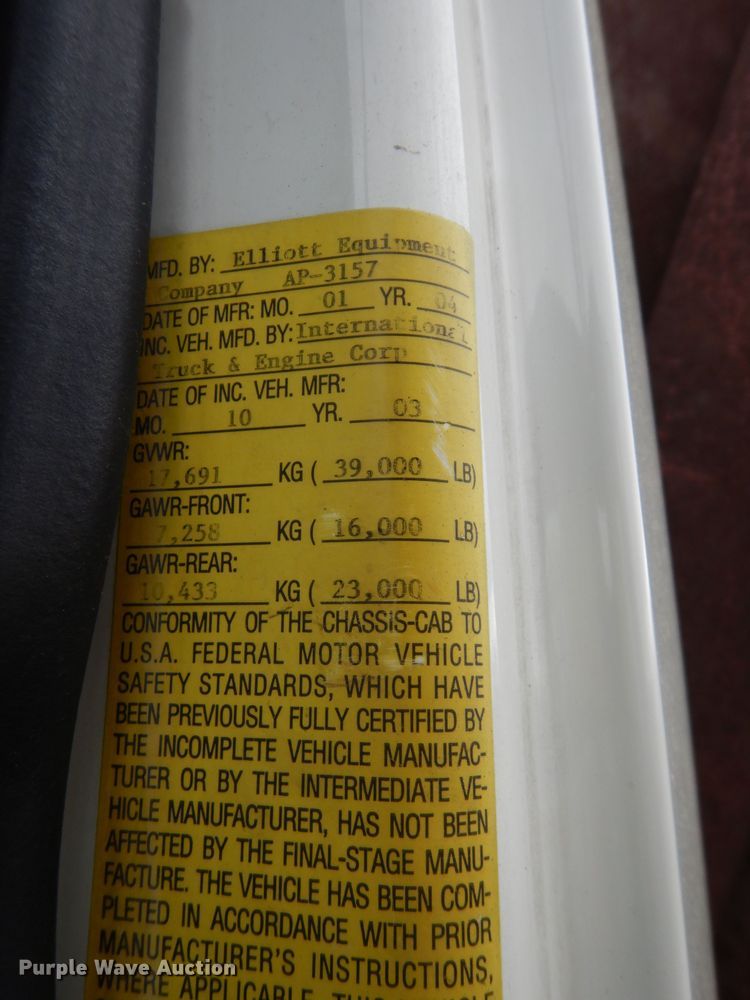 MFD. BY: Elliott Equipment
Company AP-3157
DATE OF MFR: MO. 01 YR. 04
INC. VEH. MFD. BY: International
Truck & Engine Corp
DATE OF INC. VEH. MFR:
MO. 10 YR. 03
GVWR:
17,691 KG ( 39,000 LB)
GAWR-FRONT:
7,258 KG ( 16,000 LB)
GAWR-REAR:
10,433 KG ( 23,000 LB)
CONFORMITY OF THE CHASSIS-CAB TO
U.S.A. FEDERAL MOTOR VEHICLE
SAFETY STANDARDS, WHICH HAVE
BEEN PREVIOUSLY FULLY CERTIFIED BY
THE INCOMPLETE VEHICLE MANUFAC-
TURER OR BY THE INTERMEDIATE VE-
HICLE MANUFACTURER, HAS NOT BEEN
AFFECTED BY THE FINAL-STAGE MANU-
FACTURE. THE VEHICLE HAS BEEN COM-
PLETED IN ACCORDANCE WITH PRIOR
MANUFACTURER'S INSTRUCTIONS,
WHERE APPLICABLE. THIS VEHICLE
Purple Wave Auction